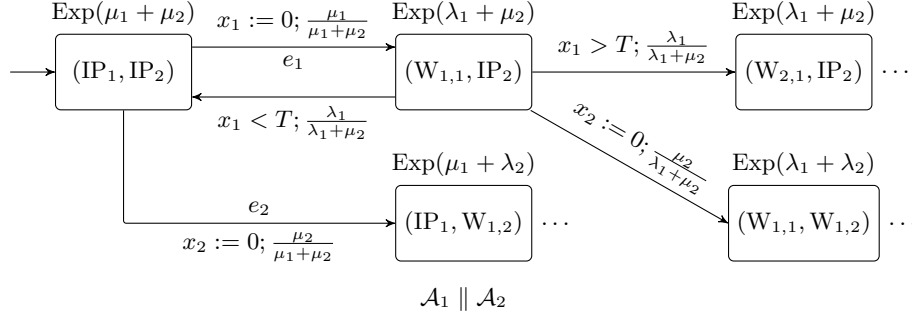 Exp(μ₁ + μ₂)
x₁ := 0; μ₁/(μ₁+μ₂)
Exp(λ₁ + μ₂)
Exp(λ₁ + μ₂)
(IP₁, IP₂)
e₁
(W₁,₁, IP₂)
x₁ > T; λ₁/(λ₁+μ₂)
(W₂,₁, IP₂)
⋯
x₁ < T; λ₁/(λ₁+μ₂)
x₂ := 0; μ₂/(λ₁+μ₂)
Exp(μ₁ + λ₂)
Exp(λ₁ + λ₂)
e₂
(IP₁, W₁,₂)
⋯
(W₁,₁, W₁,₂)
⋯
x₂ := 0; μ₂/(μ₁+μ₂)
𝒜₁ ∥ 𝒜₂